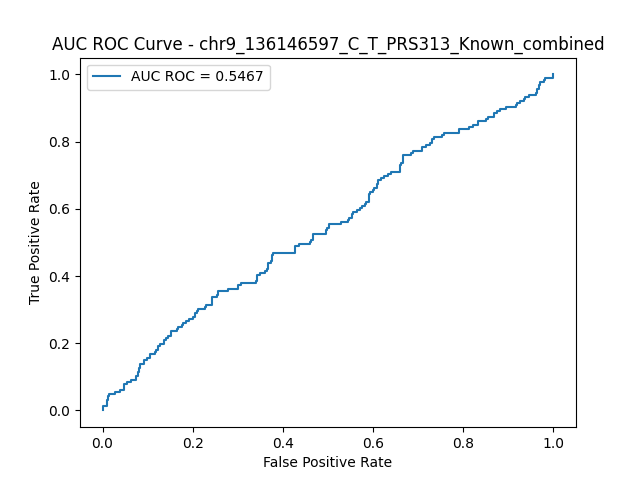 AUC ROC Curve - chr9_136146597_C_T_PRS313_Known_combined
AUC ROC = 0.5467
1.0
0.8
0.6
0.4
0.2
0.0
True Positive Rate
0.0 0.2 0.4 0.6 0.8 1.0
False Positive Rate